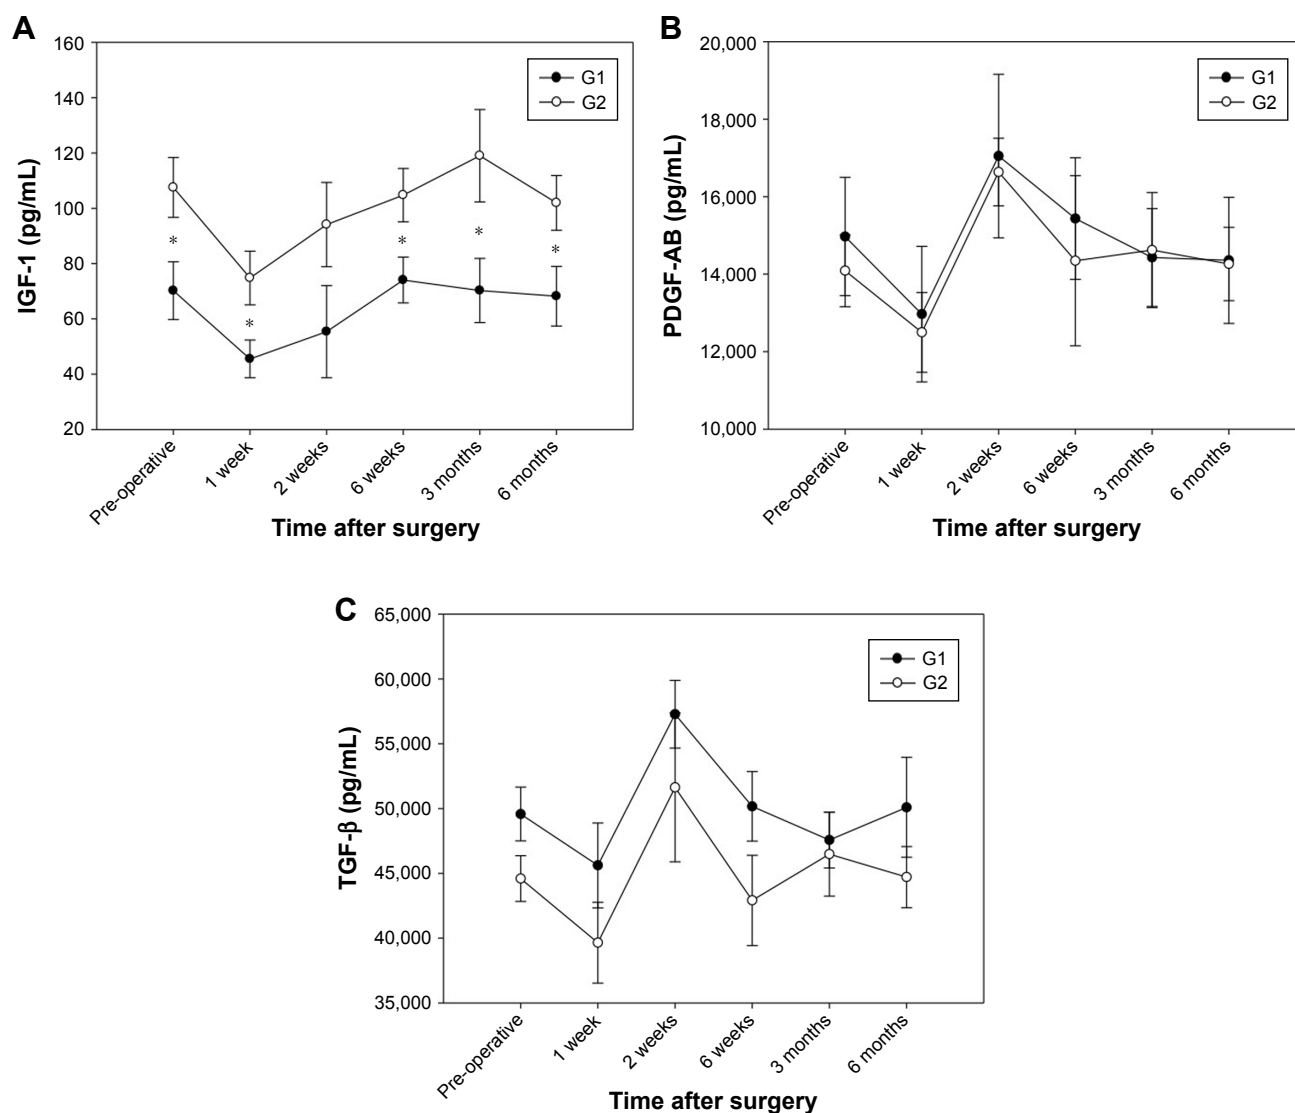 A
160
140
120
100
80
60
40
20
IGF-1 (pg/mL)
G1
G2
*
*
*
*
*
Pre-operative
1 week
2 weeks
6 weeks
3 months
6 months
Time after surgery
B
20,000
18,000
16,000
14,000
12,000
10,000
PDGF-AB (pg/mL)
G1
G2
Pre-operative
1 week
2 weeks
6 weeks
3 months
6 months
Time after surgery
C
65,000
60,000
55,000
50,000
45,000
40,000
35,000
TGF-β (pg/mL)
G1
G2
Pre-operative
1 week
2 weeks
6 weeks
3 months
6 months
Time after surgery